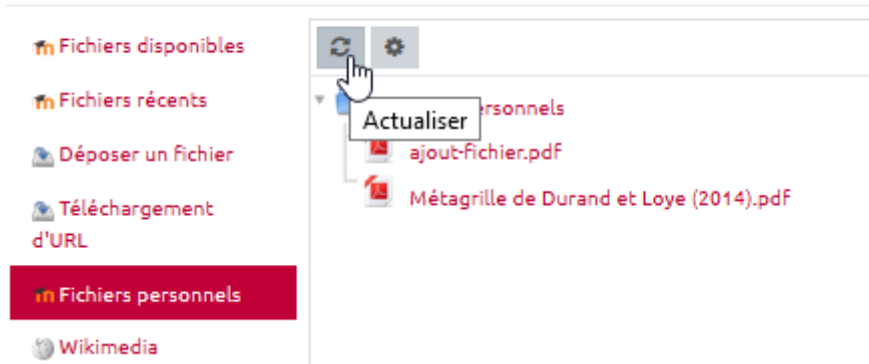 Fichiers disponibles
Fichiers récents
Déposer un fichier
Téléchargement
d'URL
Fichiers personnels
Wikimedia
Actualiser
ajout-fichier.pdf
Métagrille de Durand et Loye (2014).pdf